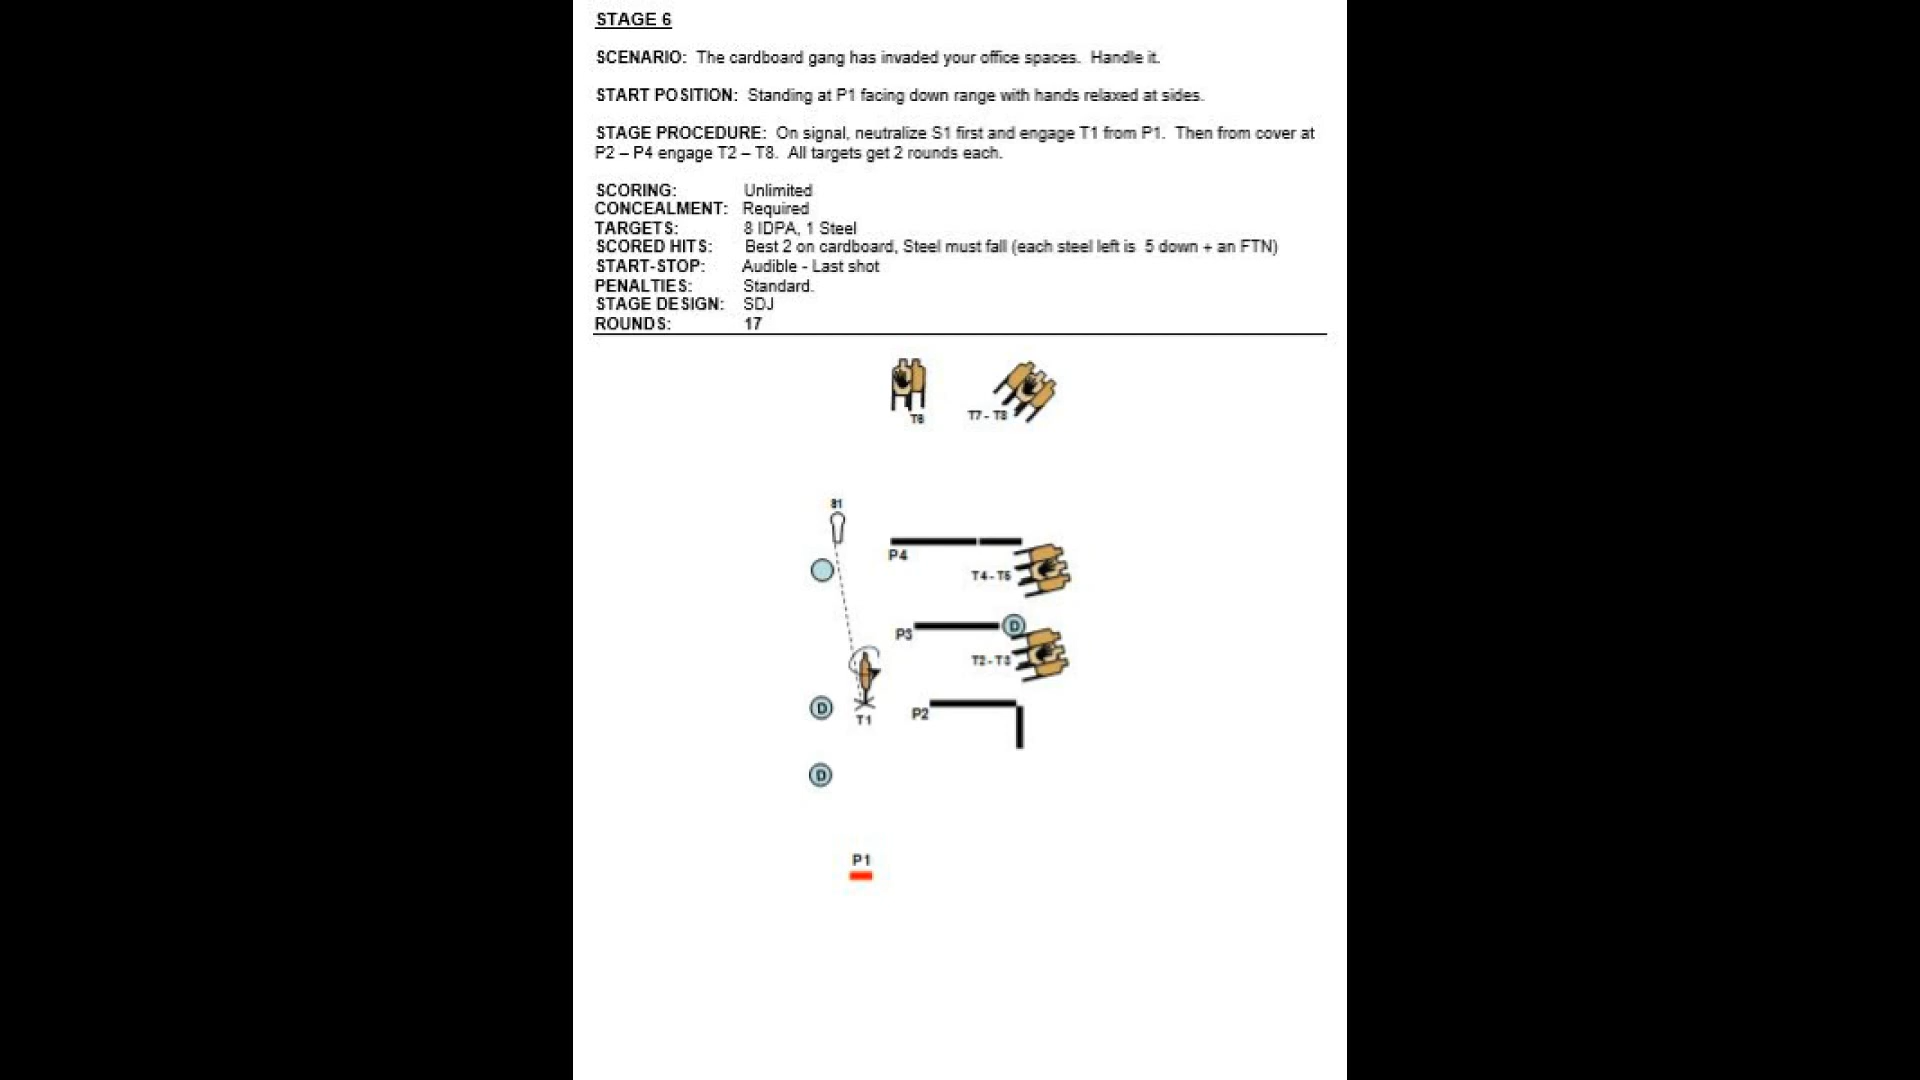 STAGE 6
SCENARIO: The cardboard gang has invaded your office spaces. Handle it.
START POSITION: Standing at P1 facing down range with hands relaxed at sides.
STAGE PROCEDURE: On signal, neutralize S1 first and engage T1 from P1. Then from cover at
P2 – P4 engage T2 – T8. All targets get 2 rounds each.
SCORING: Unlimited
CONCEALMENT: Required
TARGETS: 8 IDPA, 1 Steel
SCORED HITS: Best 2 on cardboard, Steel must fall (each steel left is 5 down + an FTN)
START-STOP: Audible - Last shot
PENALTIES: Standard.
STAGE DESIGN: SDJ
ROUNDS: 17
T6
T7 - T8
S1
P4
T4 - T5
D
P3
T2 - T3
D
T1
P2
D
P1